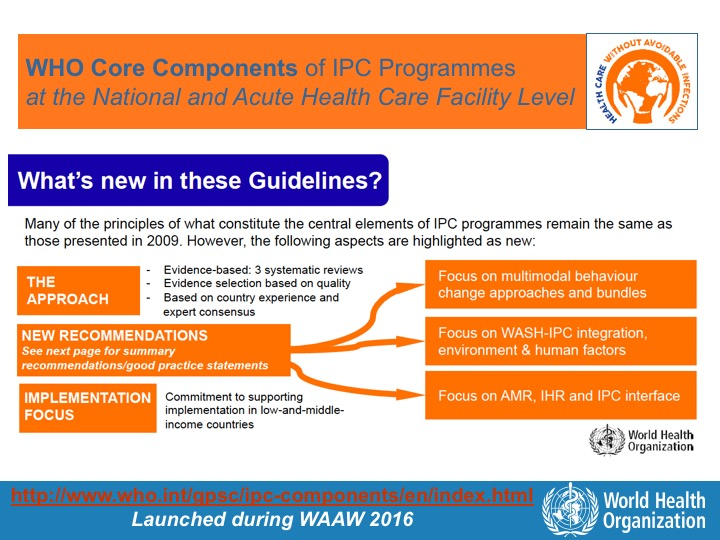 WHO Core Components of IPC Programmes
at the National and Acute Health Care Facility Level
HEALTH CARE WITHOUT AVOIDABLE INFECTIONS
What's new in these Guidelines?
Many of the principles of what constitute the central elements of IPC programmes remain the same as
those presented in 2009. However, the following aspects are highlighted as new:
THE
APPROACH
- Evidence-based: 3 systematic reviews
- Evidence selection based on quality
- Based on country experience and
expert consensus
NEW RECOMMENDATIONS
See next page for summary
recommendations/good practice statements
IMPLEMENTATION
FOCUS
Commitment to supporting
implementation in low-and-middle-
income countries
Focus on multimodal behaviour
change approaches and bundles
Focus on WASH-IPC integration,
environment & human factors
Focus on AMR, IHR and IPC interface
World Health
Organization
http://www.who.int/gpsc/ipc-components/en/index.html
Launched during WAAW 2016
World Health
Organization